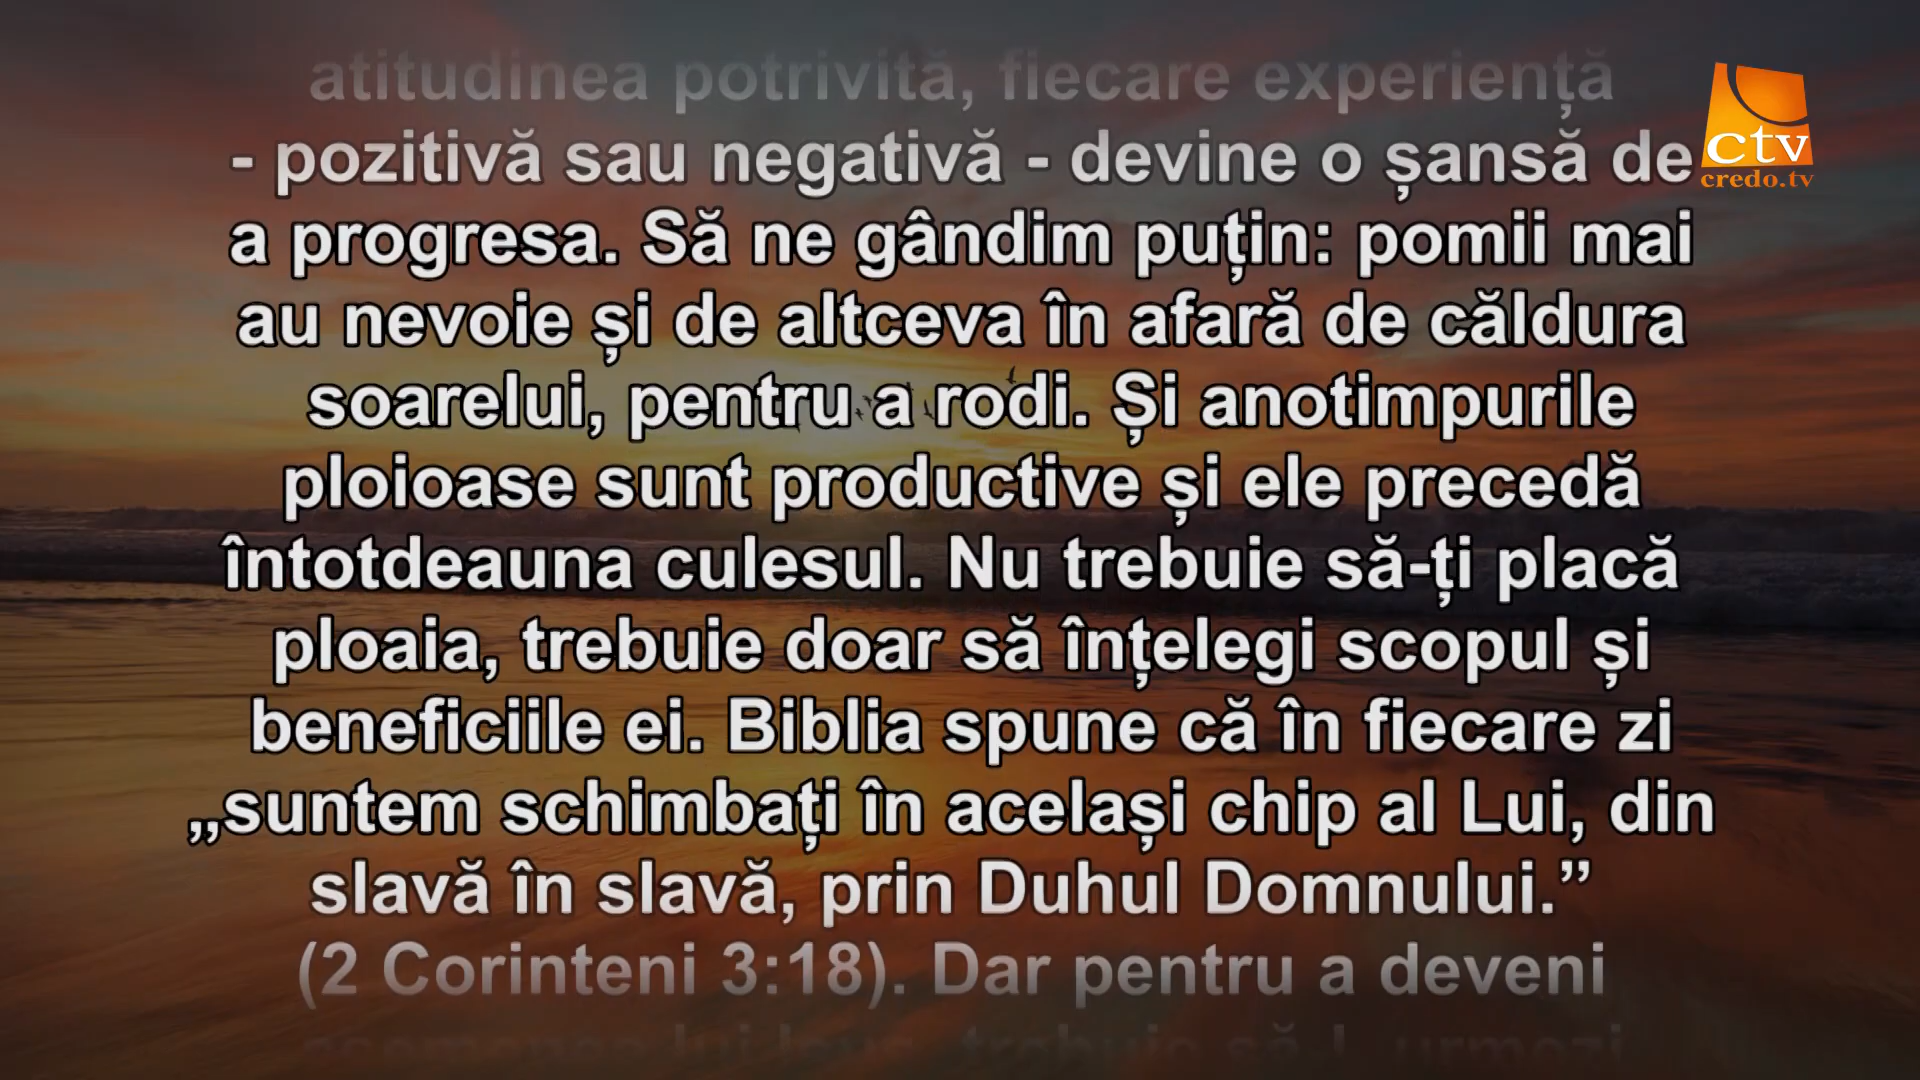 atitudinea potrivită, fiecare experiență
- pozitivă sau negativă - devine o șansă de
a progresa. Să ne gândim puțin: pomii mai
au nevoie și de altceva în afară de căldura
soarelui, pentru a rodi. Și anotimpurile
ploioase sunt productive și ele precedă
întotdeauna culesul. Nu trebuie să-ți placă
ploaia, trebuie doar să înțelegi scopul și
beneficiile ei. Biblia spune că în fiecare zi
„suntem schimbați în același chip al Lui, din
slavă în slavă, prin Duhul Domnului.”
(2 Corinteni 3:18). Dar pentru a deveni
ctv
credo.tv